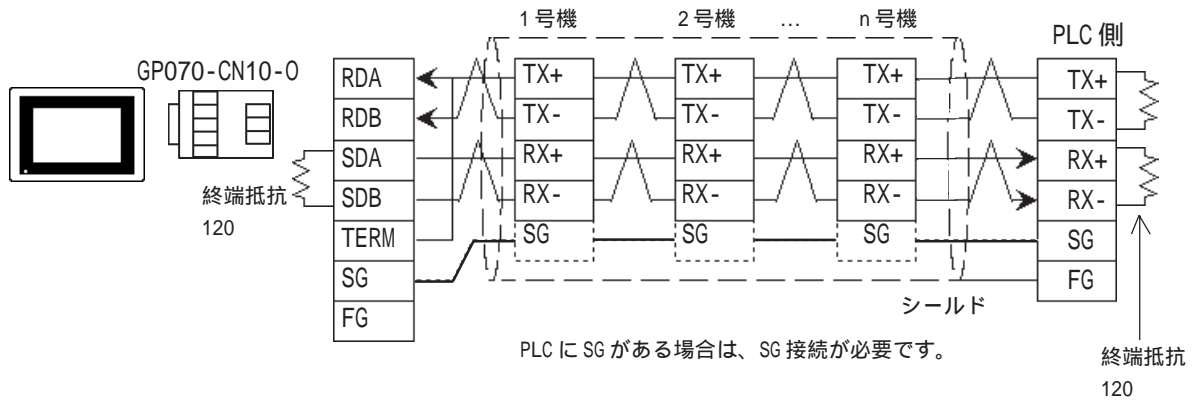 1号機 2号機 ... n号機
PLC側
GP070-CN10-0
RDA TX+ TX+ TX+ TX+
RDB TX- TX- TX- TX-
SDA RX+ RX+ RX+ RX+
SDB RX- RX- RX- RX-
終端抵抗
120
TERM SG SG SG SG
SG FG
FG
シールド
PLCにSGがある場合は、SG接続が必要です。
終端抵抗
120